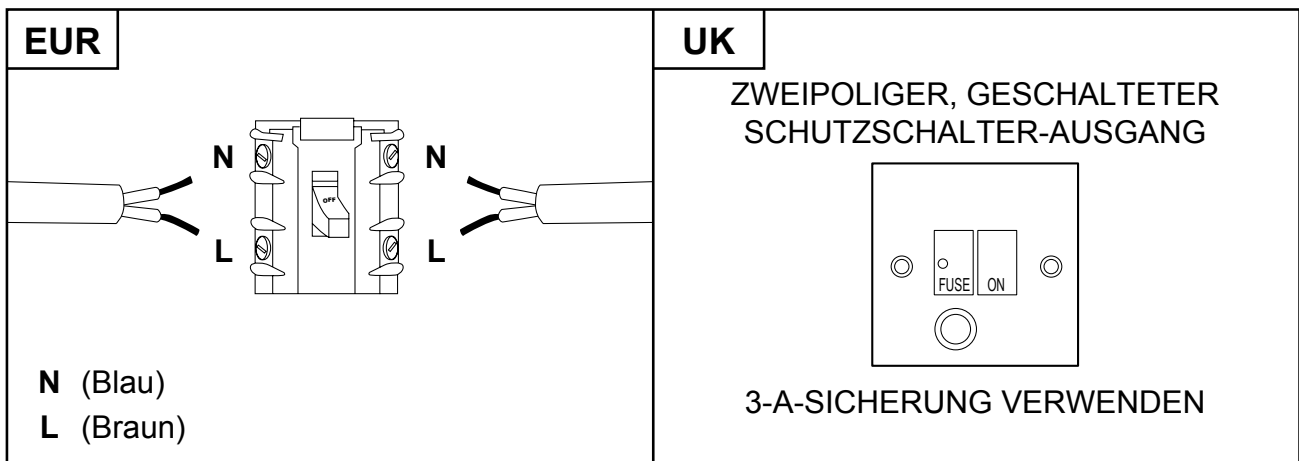 EUR
N
N
OFF
L
L
N (Blau)
L (Braun)
UK
ZWEIPOLIGER, GESCHALTETER
SCHUTZSCHALTER-AUSGANG
FUSE ON
3-A-SICHERUNG VERWENDEN